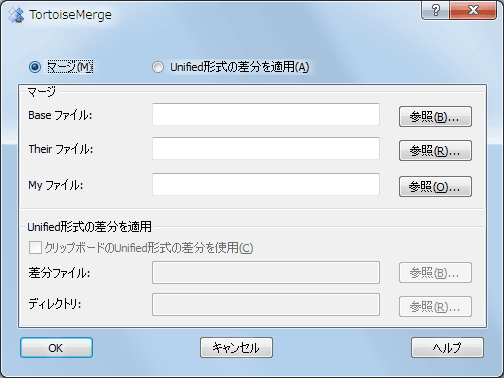 TortoiseMerge
マージ(M) Unified形式の差分を適用(A)
マージ
Base ファイル: 参照(B)...
Their ファイル: 参照(R)...
My ファイル: 参照(O)...
Unified形式の差分を適用
クリップボードのUnified形式の差分を使用(C)
差分ファイル: 参照(B)...
ディレクトリ: 参照(R)...
OK キャンセル ヘルプ